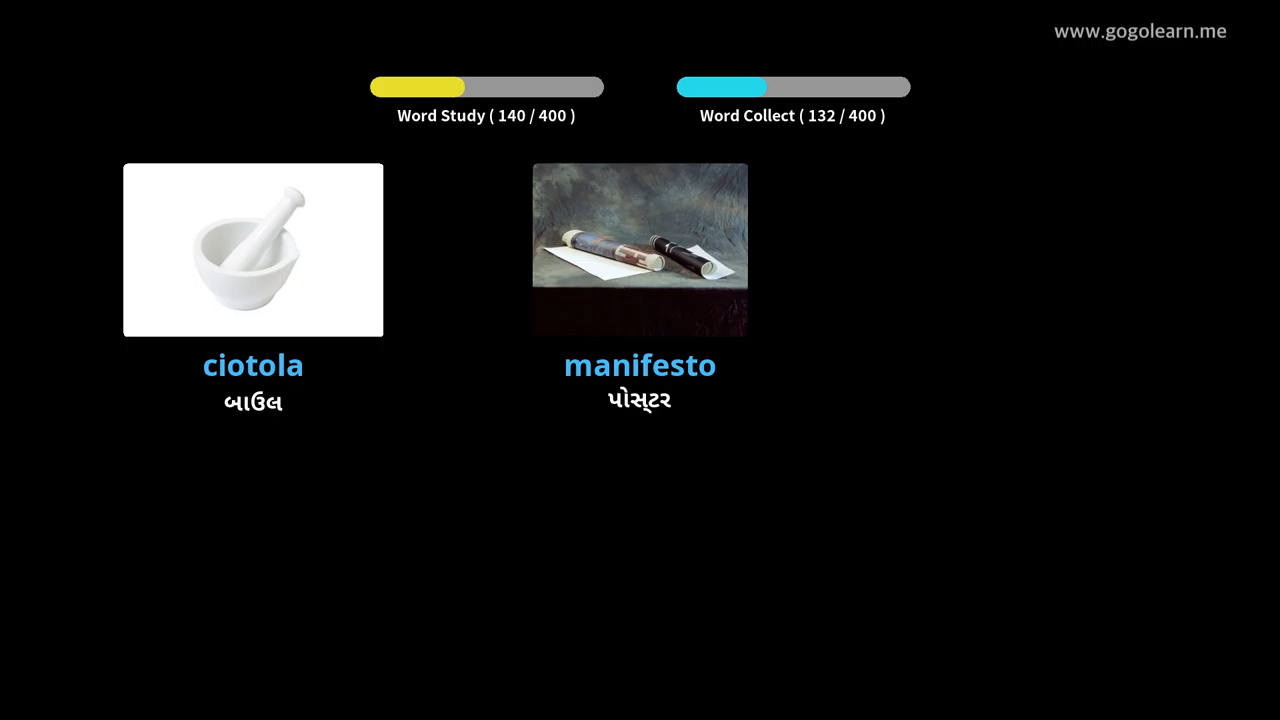 www.gogolearn.me
Word Study ( 140 / 400 )
Word Collect ( 132 / 400 )
ciotola
બાઉલ
manifesto
પોસ્ટર